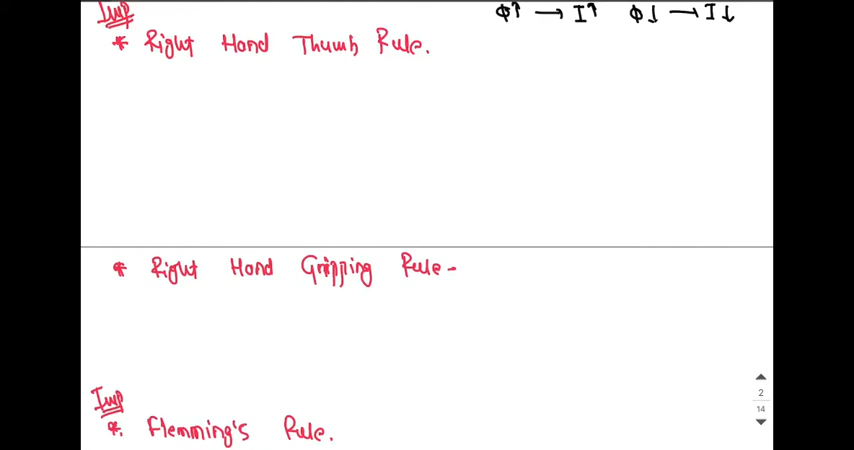 Imp
Φ↑ → I↑ Φ↓ → I↓
* Right Hand Thumb Rule.
* Right Hand Gripping Rule -
Imp
*. Flemming's Rule.
2
14